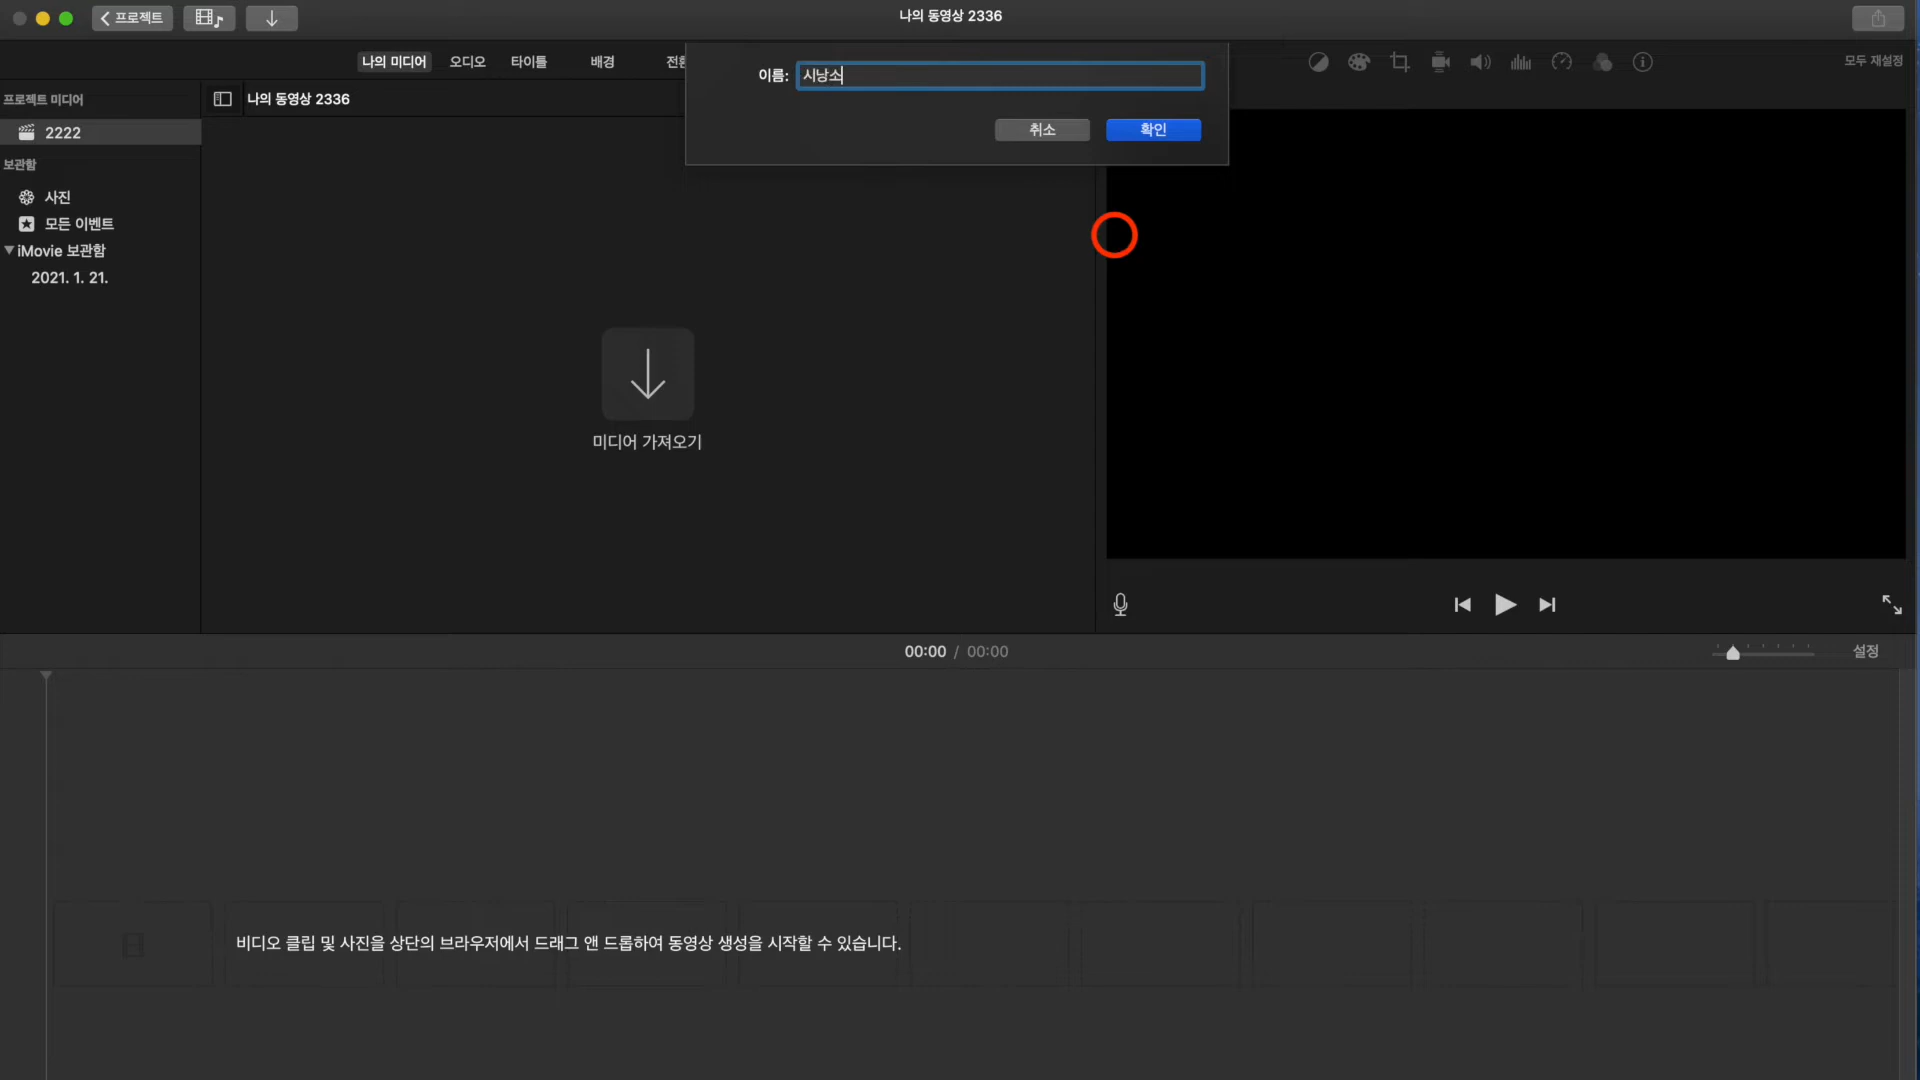 프로젝트
나의 동영상 2336
나의 미디어
오디오
타이틀
배경
이름: 시낭소
취소
확인
모두 재설정
프로젝트 미디어
나의 동영상 2336
2222
보관함
사진
모든 이벤트
iMovie 보관함
2021. 1. 21.
미디어 가져오기
00:00 / 00:00
설정
비디오 클립 및 사진을 상단의 브라우저에서 드래그 앤 드롭하여 동영상 생성을 시작할 수 있습니다.